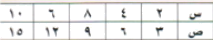 س ٢ ٤ ٨ ٦ ١٠
ص ٣ ٦ ٩ ١٢ ١٥